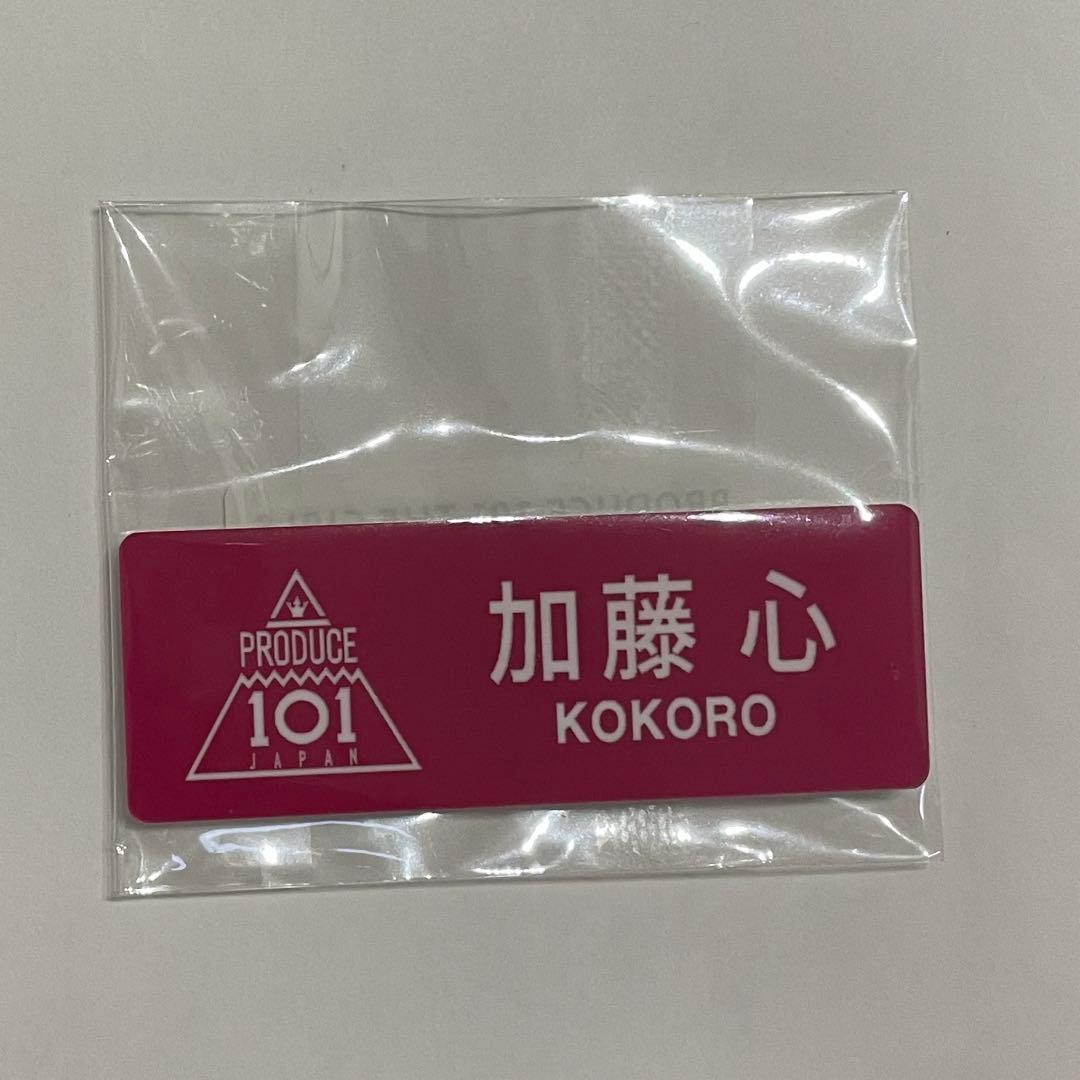 PRODUCE
101
JAPAN
加藤 心
KOKORO